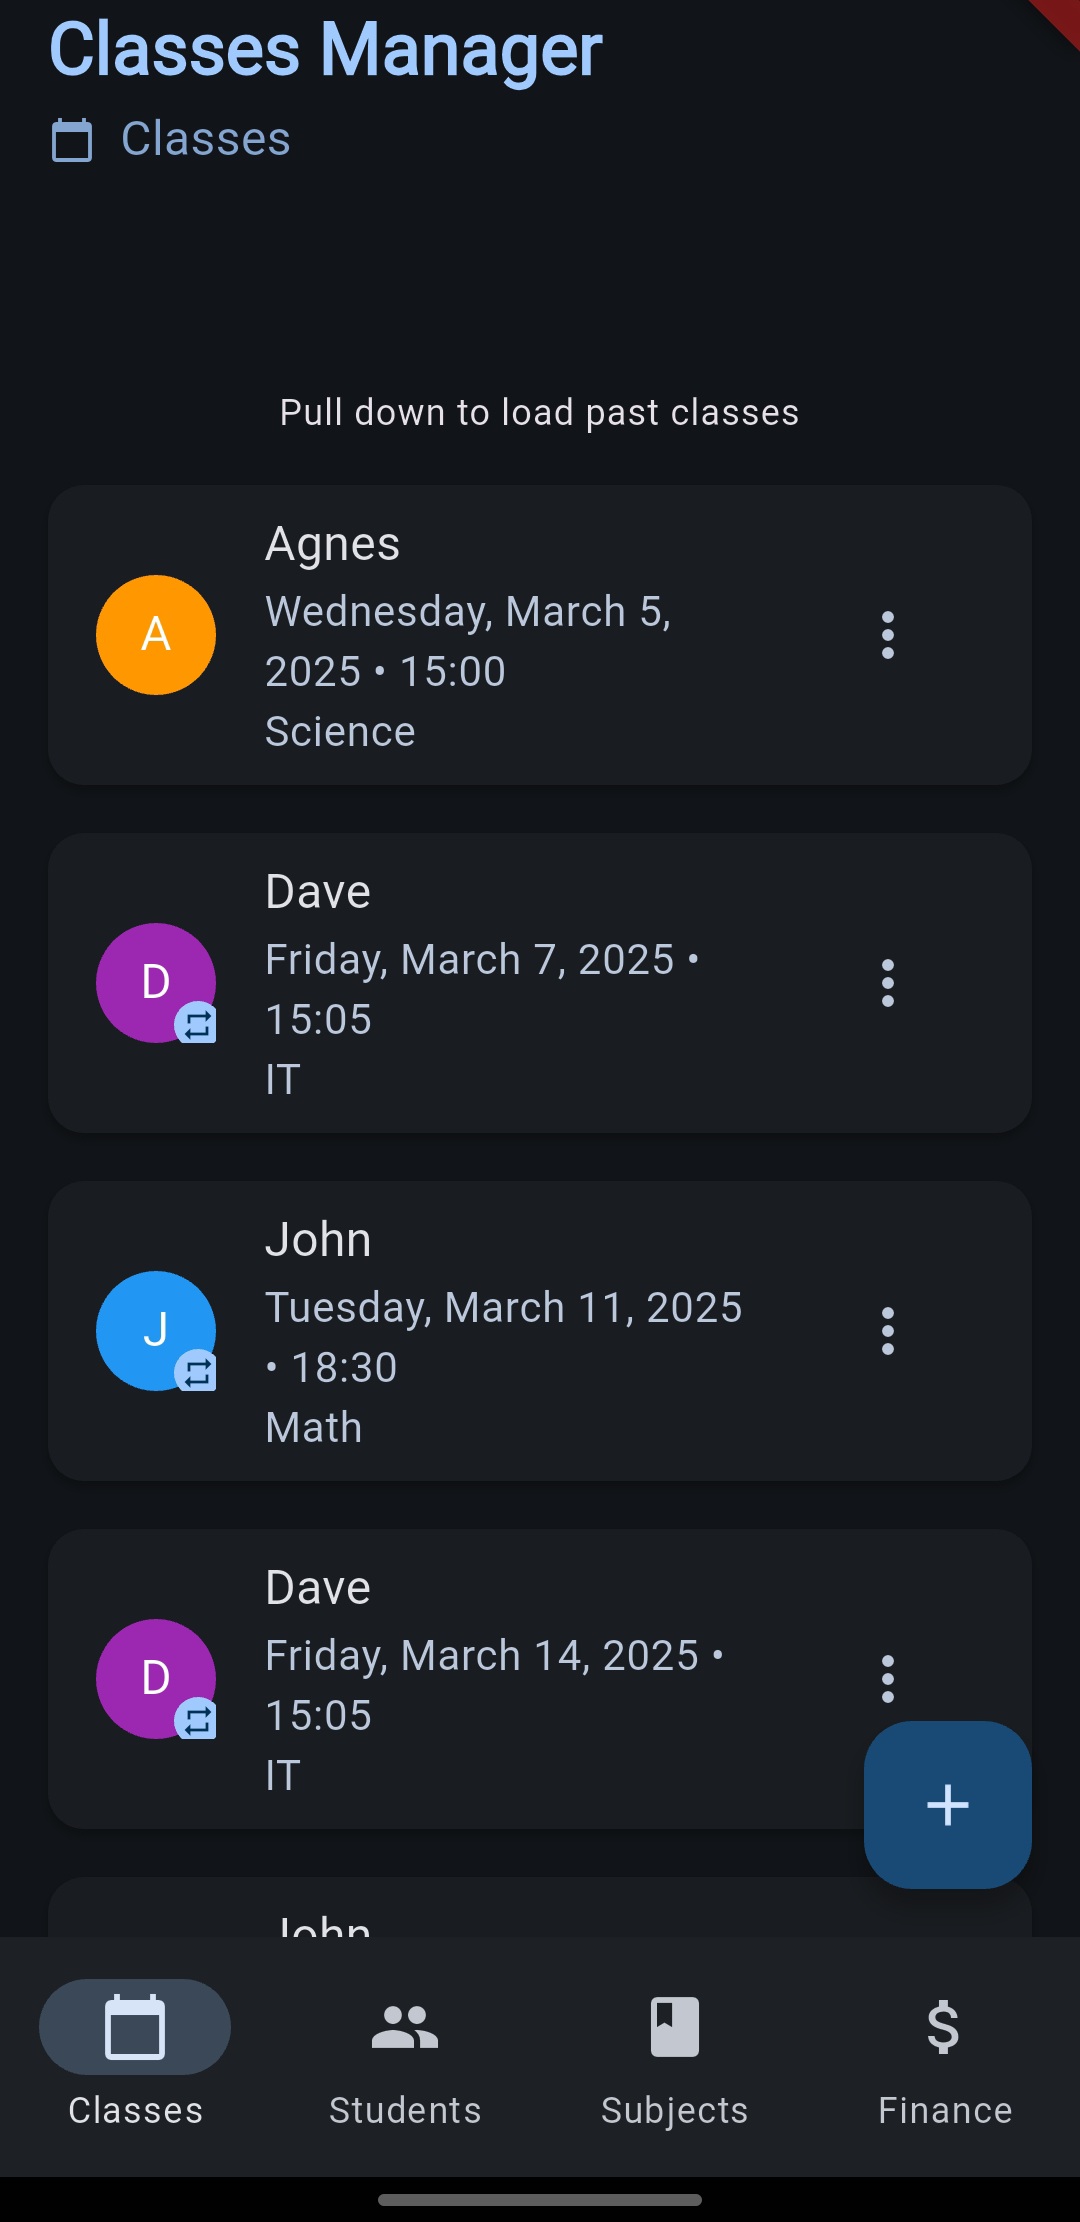 Classes Manager
Classes
Pull down to load past classes
Agnes
A
Wednesday, March 5,
2025 • 15:00
Science
Dave
D
Friday, March 7, 2025 •
15:05
IT
John
J
Tuesday, March 11, 2025
• 18:30
Math
Dave
D
Friday, March 14, 2025 •
15:05
IT
John
Classes
Students
Subjects
Finance